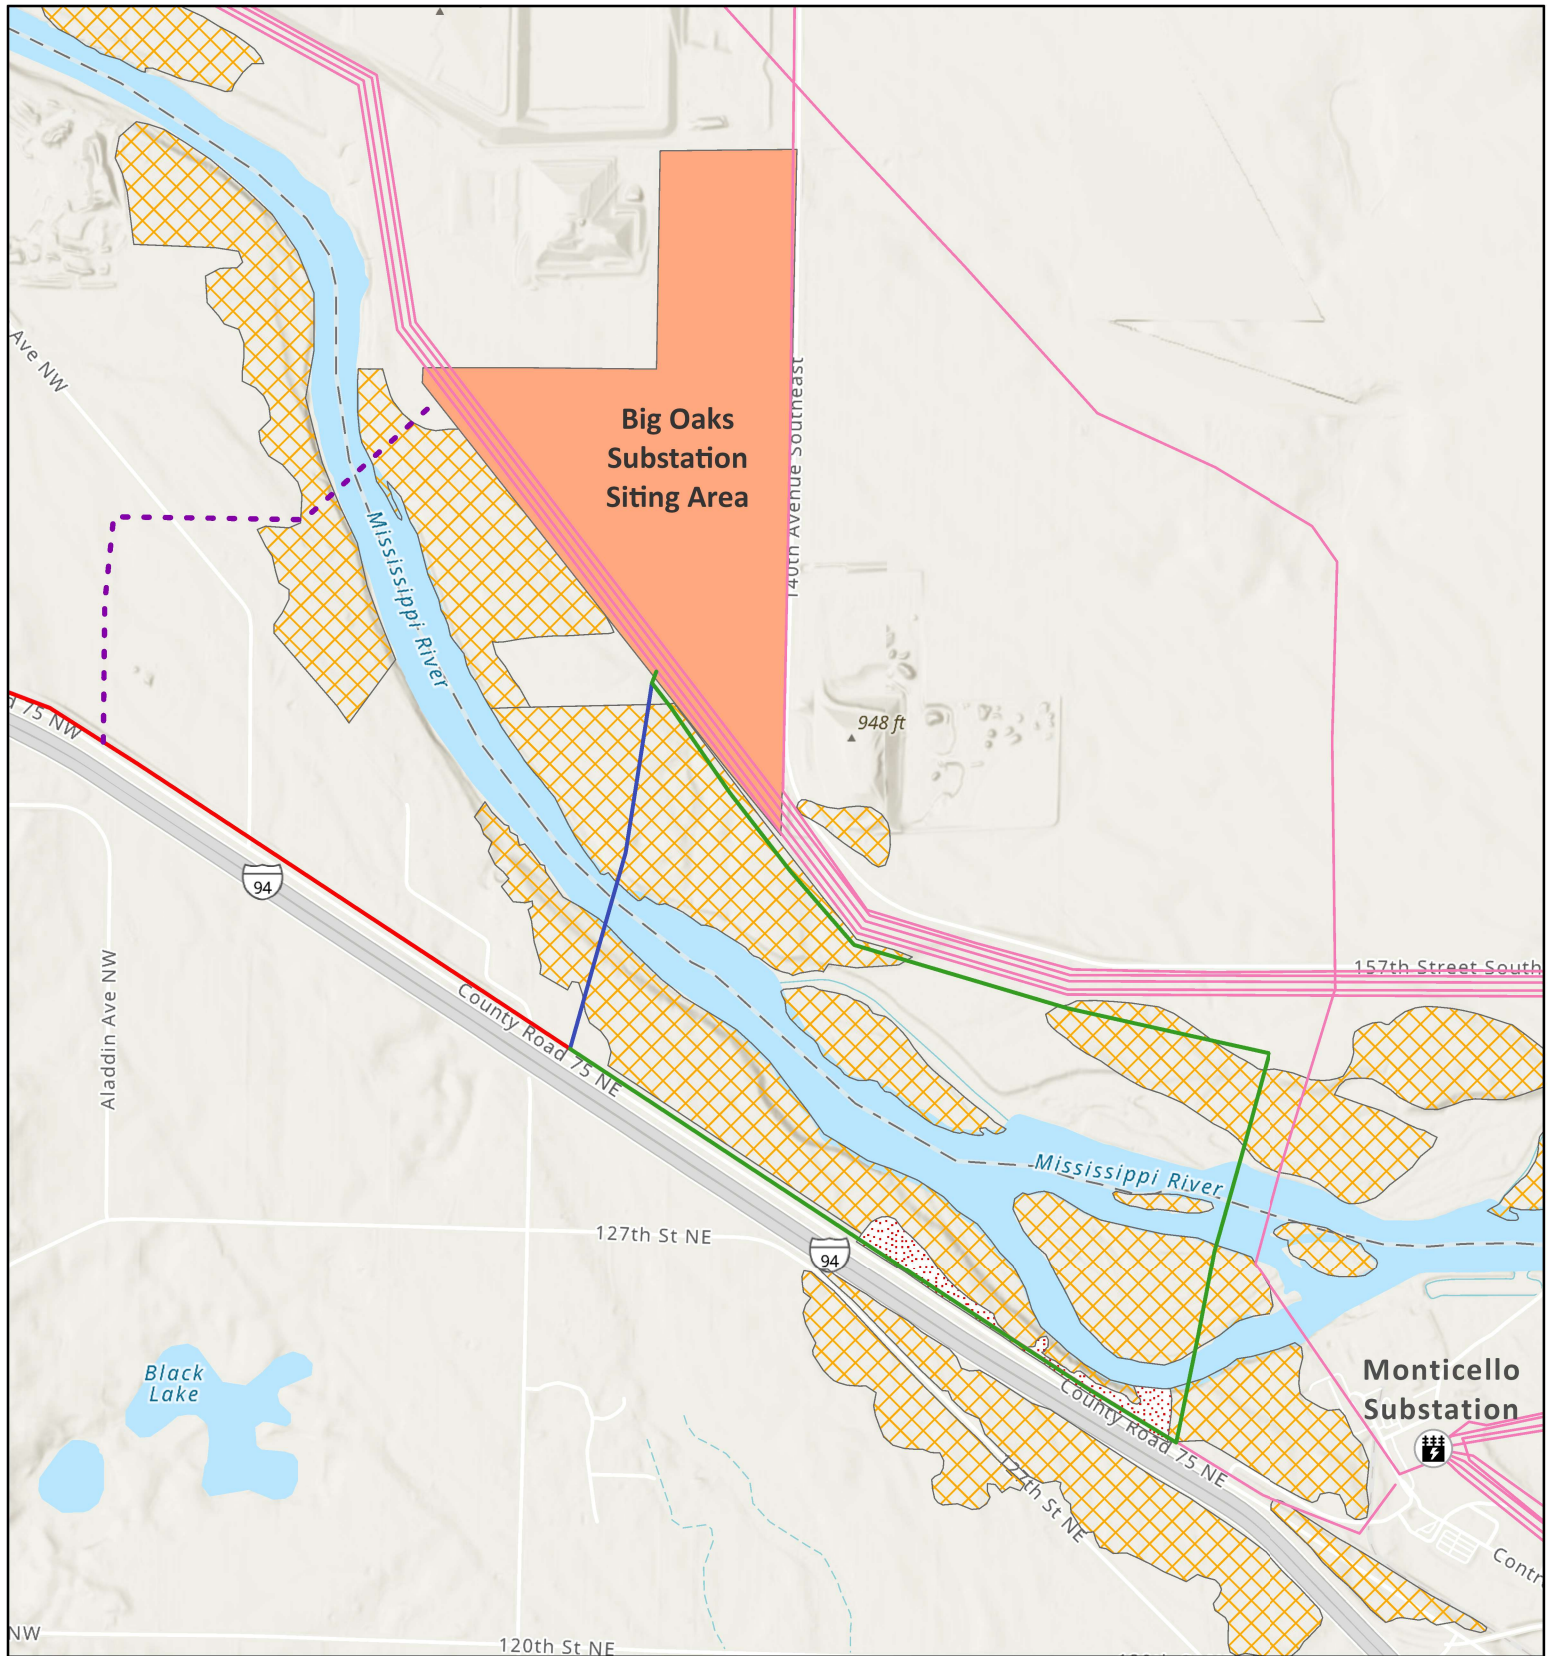 Ave NW
Big Oaks
Substation
Siting Area
140th Avenue Southeast
Mississippi River
75 NW
948 ft
94
157th Street South
County Road 75 NE
Aladdin Ave NW
Mississippi River
127th St NE
94
Black
Lake
Monticello
Substation
County Road 75 NE
127th St NE
Contr
NW
120th St NE